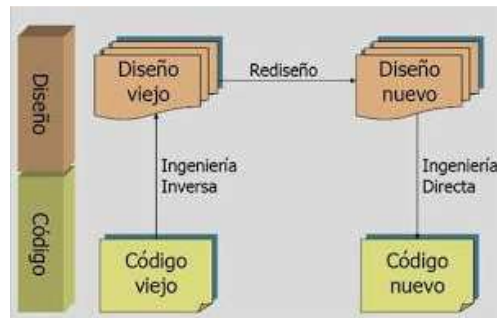 Diseño
Diseño
viejo
Rediseño
Diseño
nuevo
Ingeniería
Inversa
Ingeniería
Directa
Código
Código
viejo
Código
nuevo